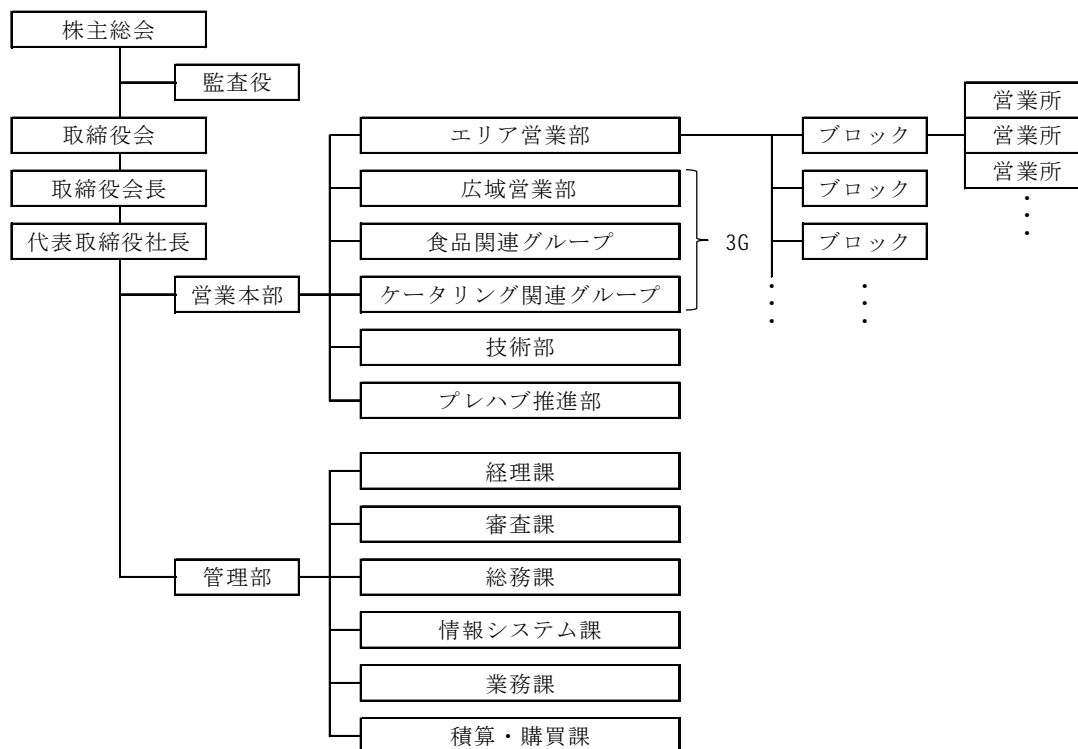 株主総会
監査役
取締役会
取締役会長
代表取締役社長
営業本部
エリア営業部
広域営業部
食品関連グループ
ケータリング関連グループ
技術部
プレハブ推進部
3G
ブロック
ブロック
ブロック
営業所
営業所
営業所
管理部
経理課
審査課
総務課
情報システム課
業務課
積算・購買課